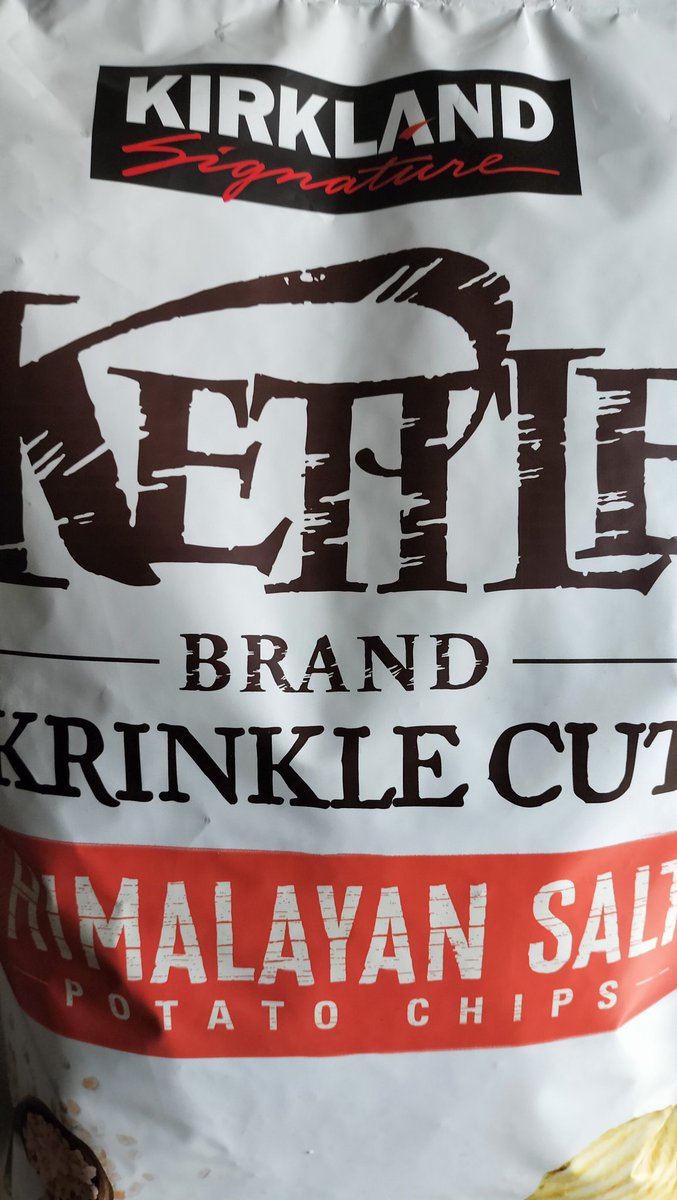 KIRKLAND
Signature
KETTLE
BRAND
KRINKLE CUT
HIMALAYAN SALT
POTATO CHIPS